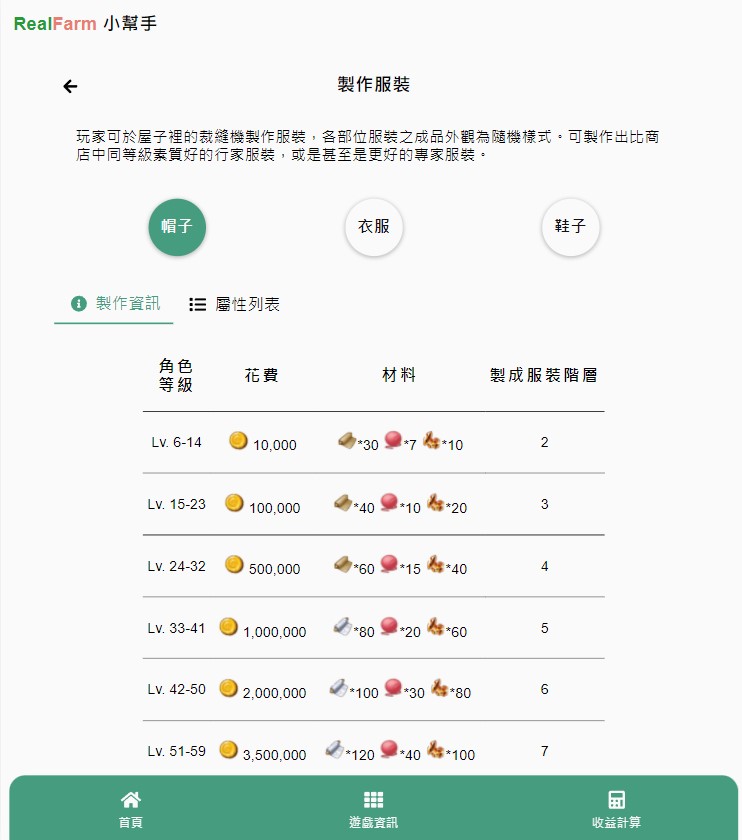 RealFarm 小幫手
製作服裝
玩家可於屋子裡的裁縫機製作服裝，各部位服裝之成品外觀為隨機樣式。可製作出比商
店中同等級素質好的行家服裝，或是甚至是更好的專家服裝。
帽子 衣服 鞋子
製作資訊 屬性列表
角色
等級 花費 材料 製成服裝階層
Lv. 6-14 10,000 *30 *7 *10 2
Lv. 15-23 100,000 *40 *10 *20 3
Lv. 24-32 500,000 *60 *15 *40 4
Lv. 33-41 1,000,000 *80 *20 *60 5
Lv. 42-50 2,000,000 *100 *30 *80 6
Lv. 51-59 3,500,000 *120 *40 *100 7
首頁 遊戲資訊 收益計算